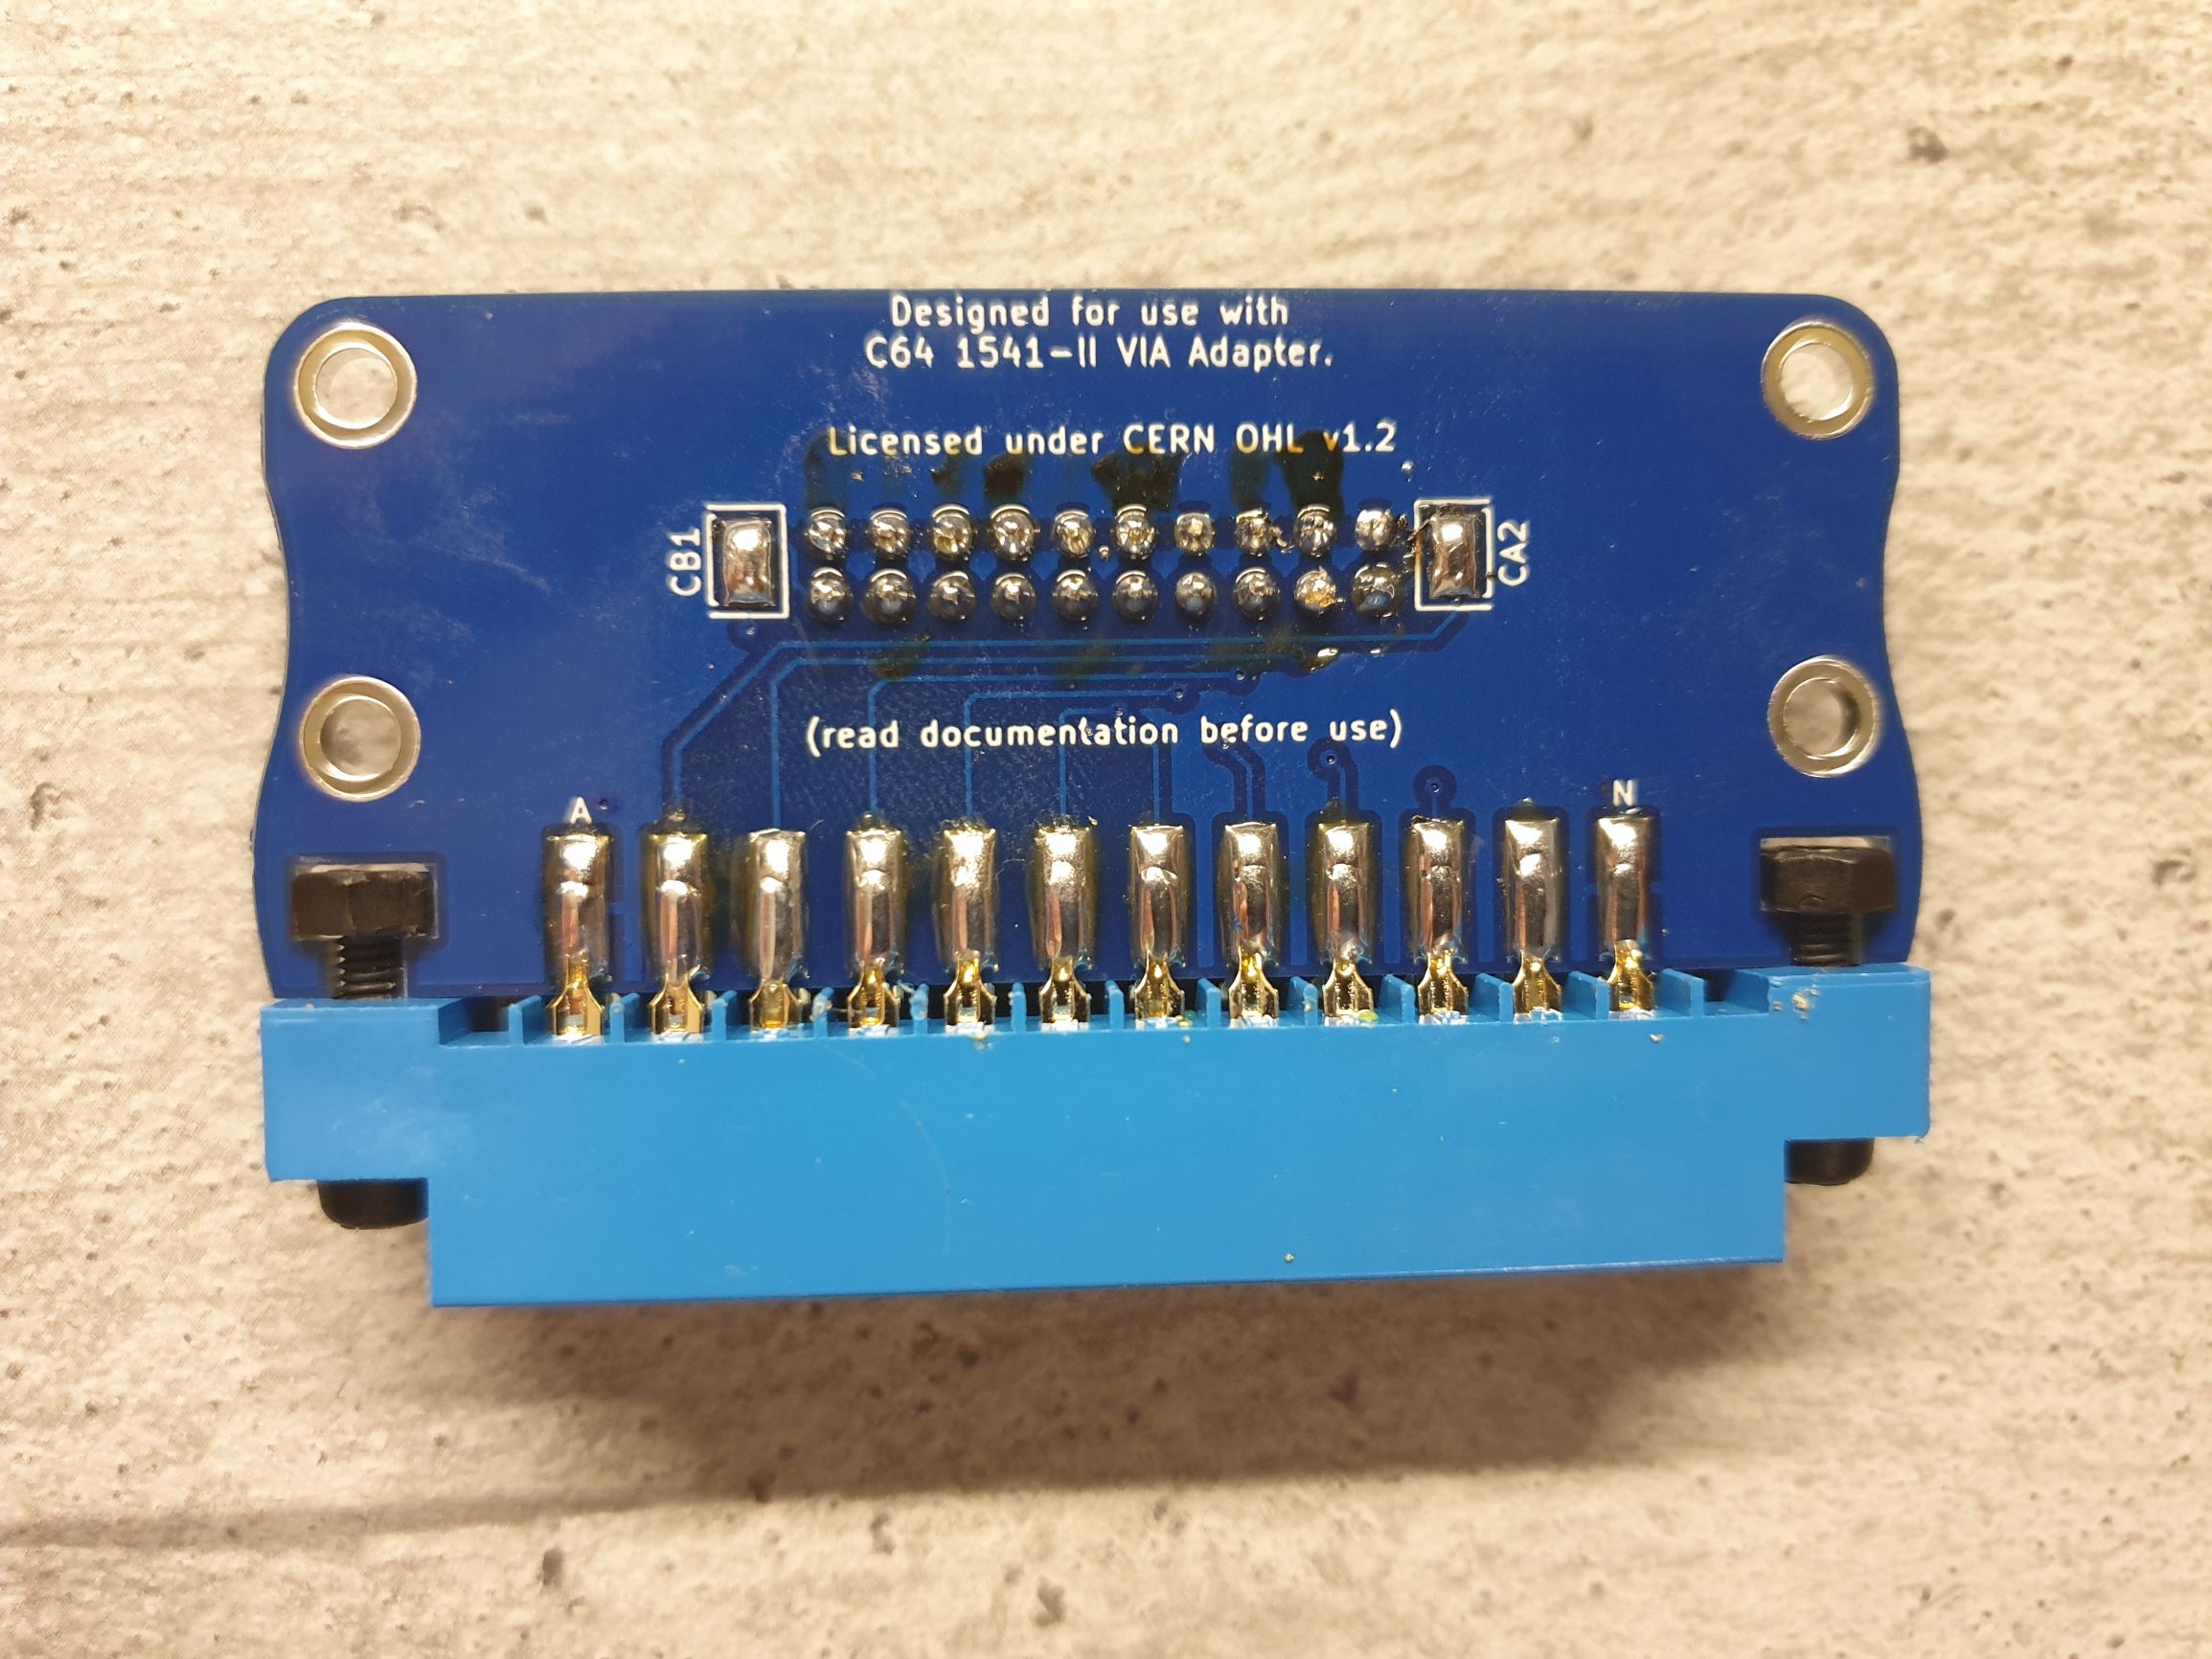 Designed for use with
C64 1541-II VIA Adapter.
Licensed under CERN OHL v1.2
CB1
CA2
(read documentation before use)
A
N